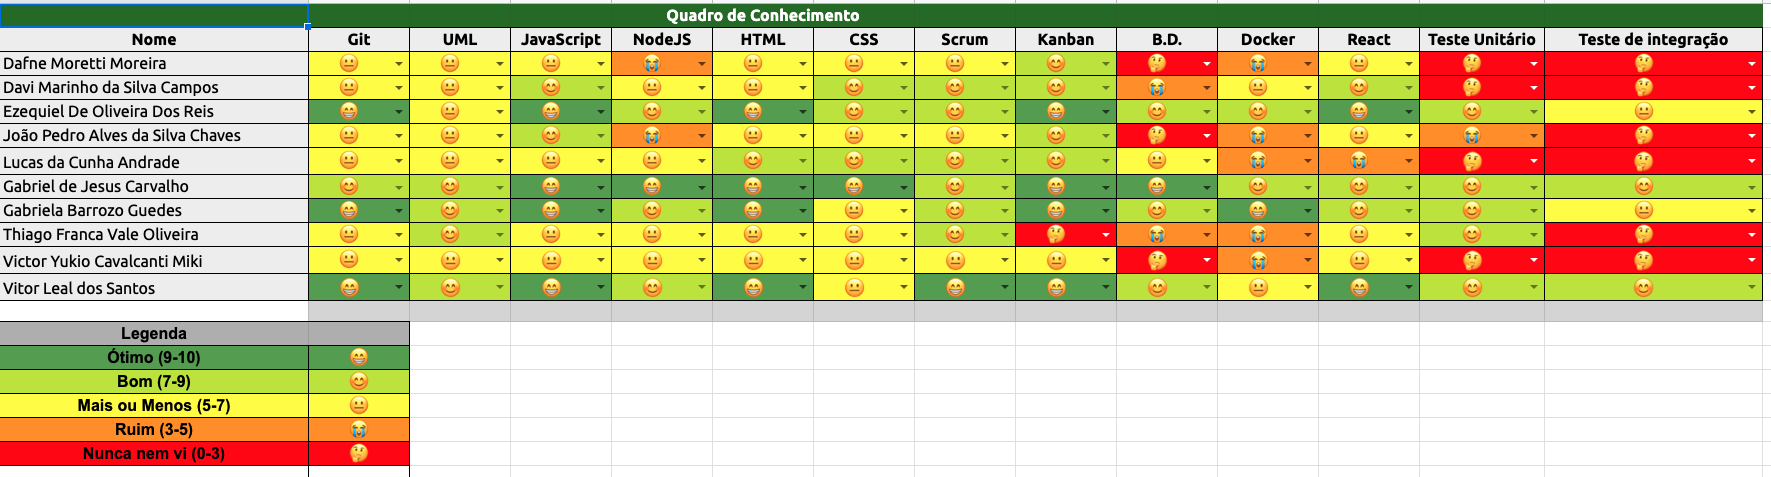 Quadro de Conhecimento
Nome Git UML JavaScript NodeJS HTML CSS Scrum Kanban B.D. Docker React Teste Unitário Teste de integração
Dafne Moretti Moreira
Davi Marinho da Silva Campos
Ezequiel De Oliveira Dos Reis
João Pedro Alves da Silva Chaves
Lucas da Cunha Andrade
Gabriel de Jesus Carvalho
Gabriela Barrozo Guedes
Thiago Franca Vale Oliveira
Victor Yukio Cavalcanti Miki
Vitor Leal dos Santos
Legenda
Ótimo (9-10)
Bom (7-9)
Mais ou Menos (5-7)
Ruim (3-5)
Nunca nem vi (0-3)